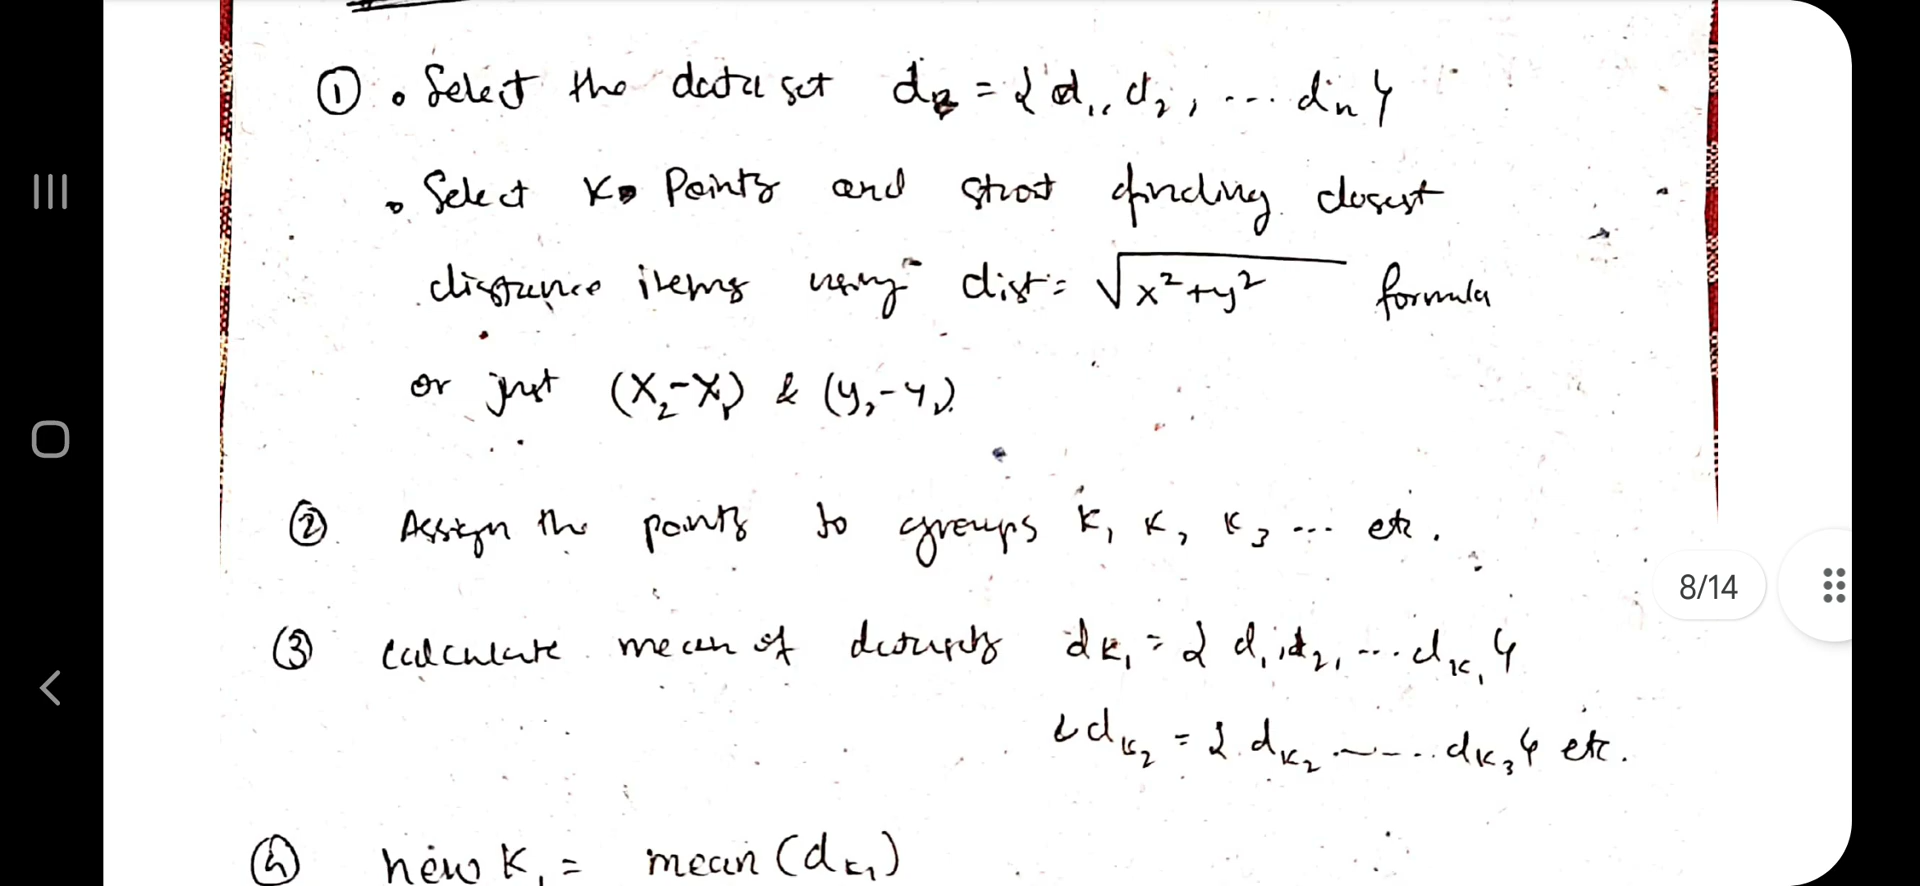 ① • Select the data set d = {d₁, d₂, .... dn}
• Select K Points and start finding closest
distance items using dist = √x²+y² formula
or just (X₂-X₁) & (y₂-y₁)
② Assign the points to groups K₁ K₂ K₃ ... etc.
8/14
③ calculate mean of datasets dK₁ = {d₁, d₂, ... dK₁}
& dK₂ = {dK₂ ------ dK₃} etc.
④ new K₁ = mean (dK₁)